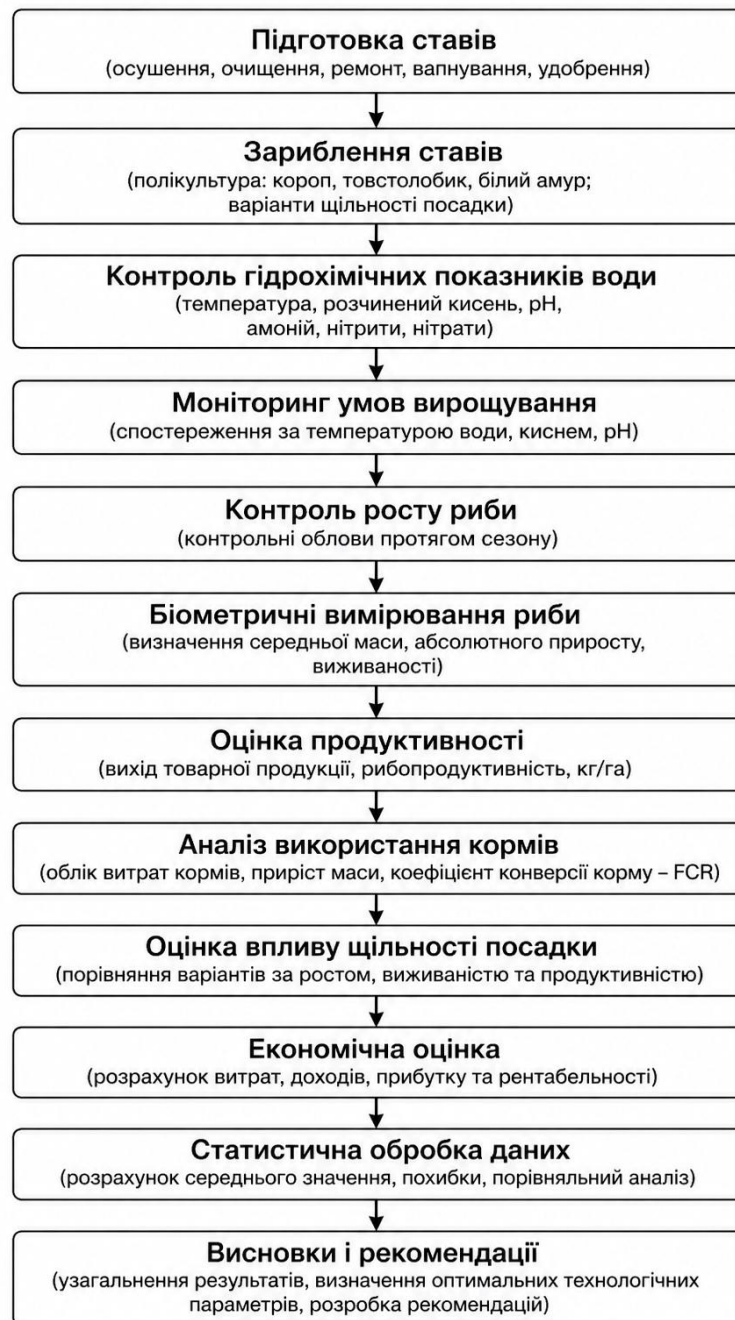 Підготовка ставів
(осушення, очищення, ремонт, вапнування, удобрення)
Зариблення ставів
(полікультура: короп, товстолобик, білий амур;
варіанти щільності посадки)
Контроль гідрохімічних показників води
(температура, розчинений кисень, pH,
амоній, нітрити, нітрати)
Моніторинг умов вирощування
(спостереження за температурою води, киснем, pH)
Контроль росту риби
(контрольні облови протягом сезону)
Біометричні вимірювання риби
(визначення середньої маси, абсолютного приросту,
виживаності)
Оцінка продуктивності
(вихід товарної продукції, рибопродуктивність, кг/га)
Аналіз використання кормів
(облік витрат кормів, приріст маси, коефіцієнт конверсії корму – FCR)
Оцінка впливу щільності посадки
(порівняння варіантів за ростом, виживаністю та продуктивністю)
Економічна оцінка
(розрахунок витрат, доходів, прибутку та рентабельності)
Статистична обробка даних
(розрахунок середнього значення, похибки, порівняльний аналіз)
Висновки і рекомендації
(узагальнення результатів, визначення оптимальних технологічних
параметрів, розробка рекомендацій)